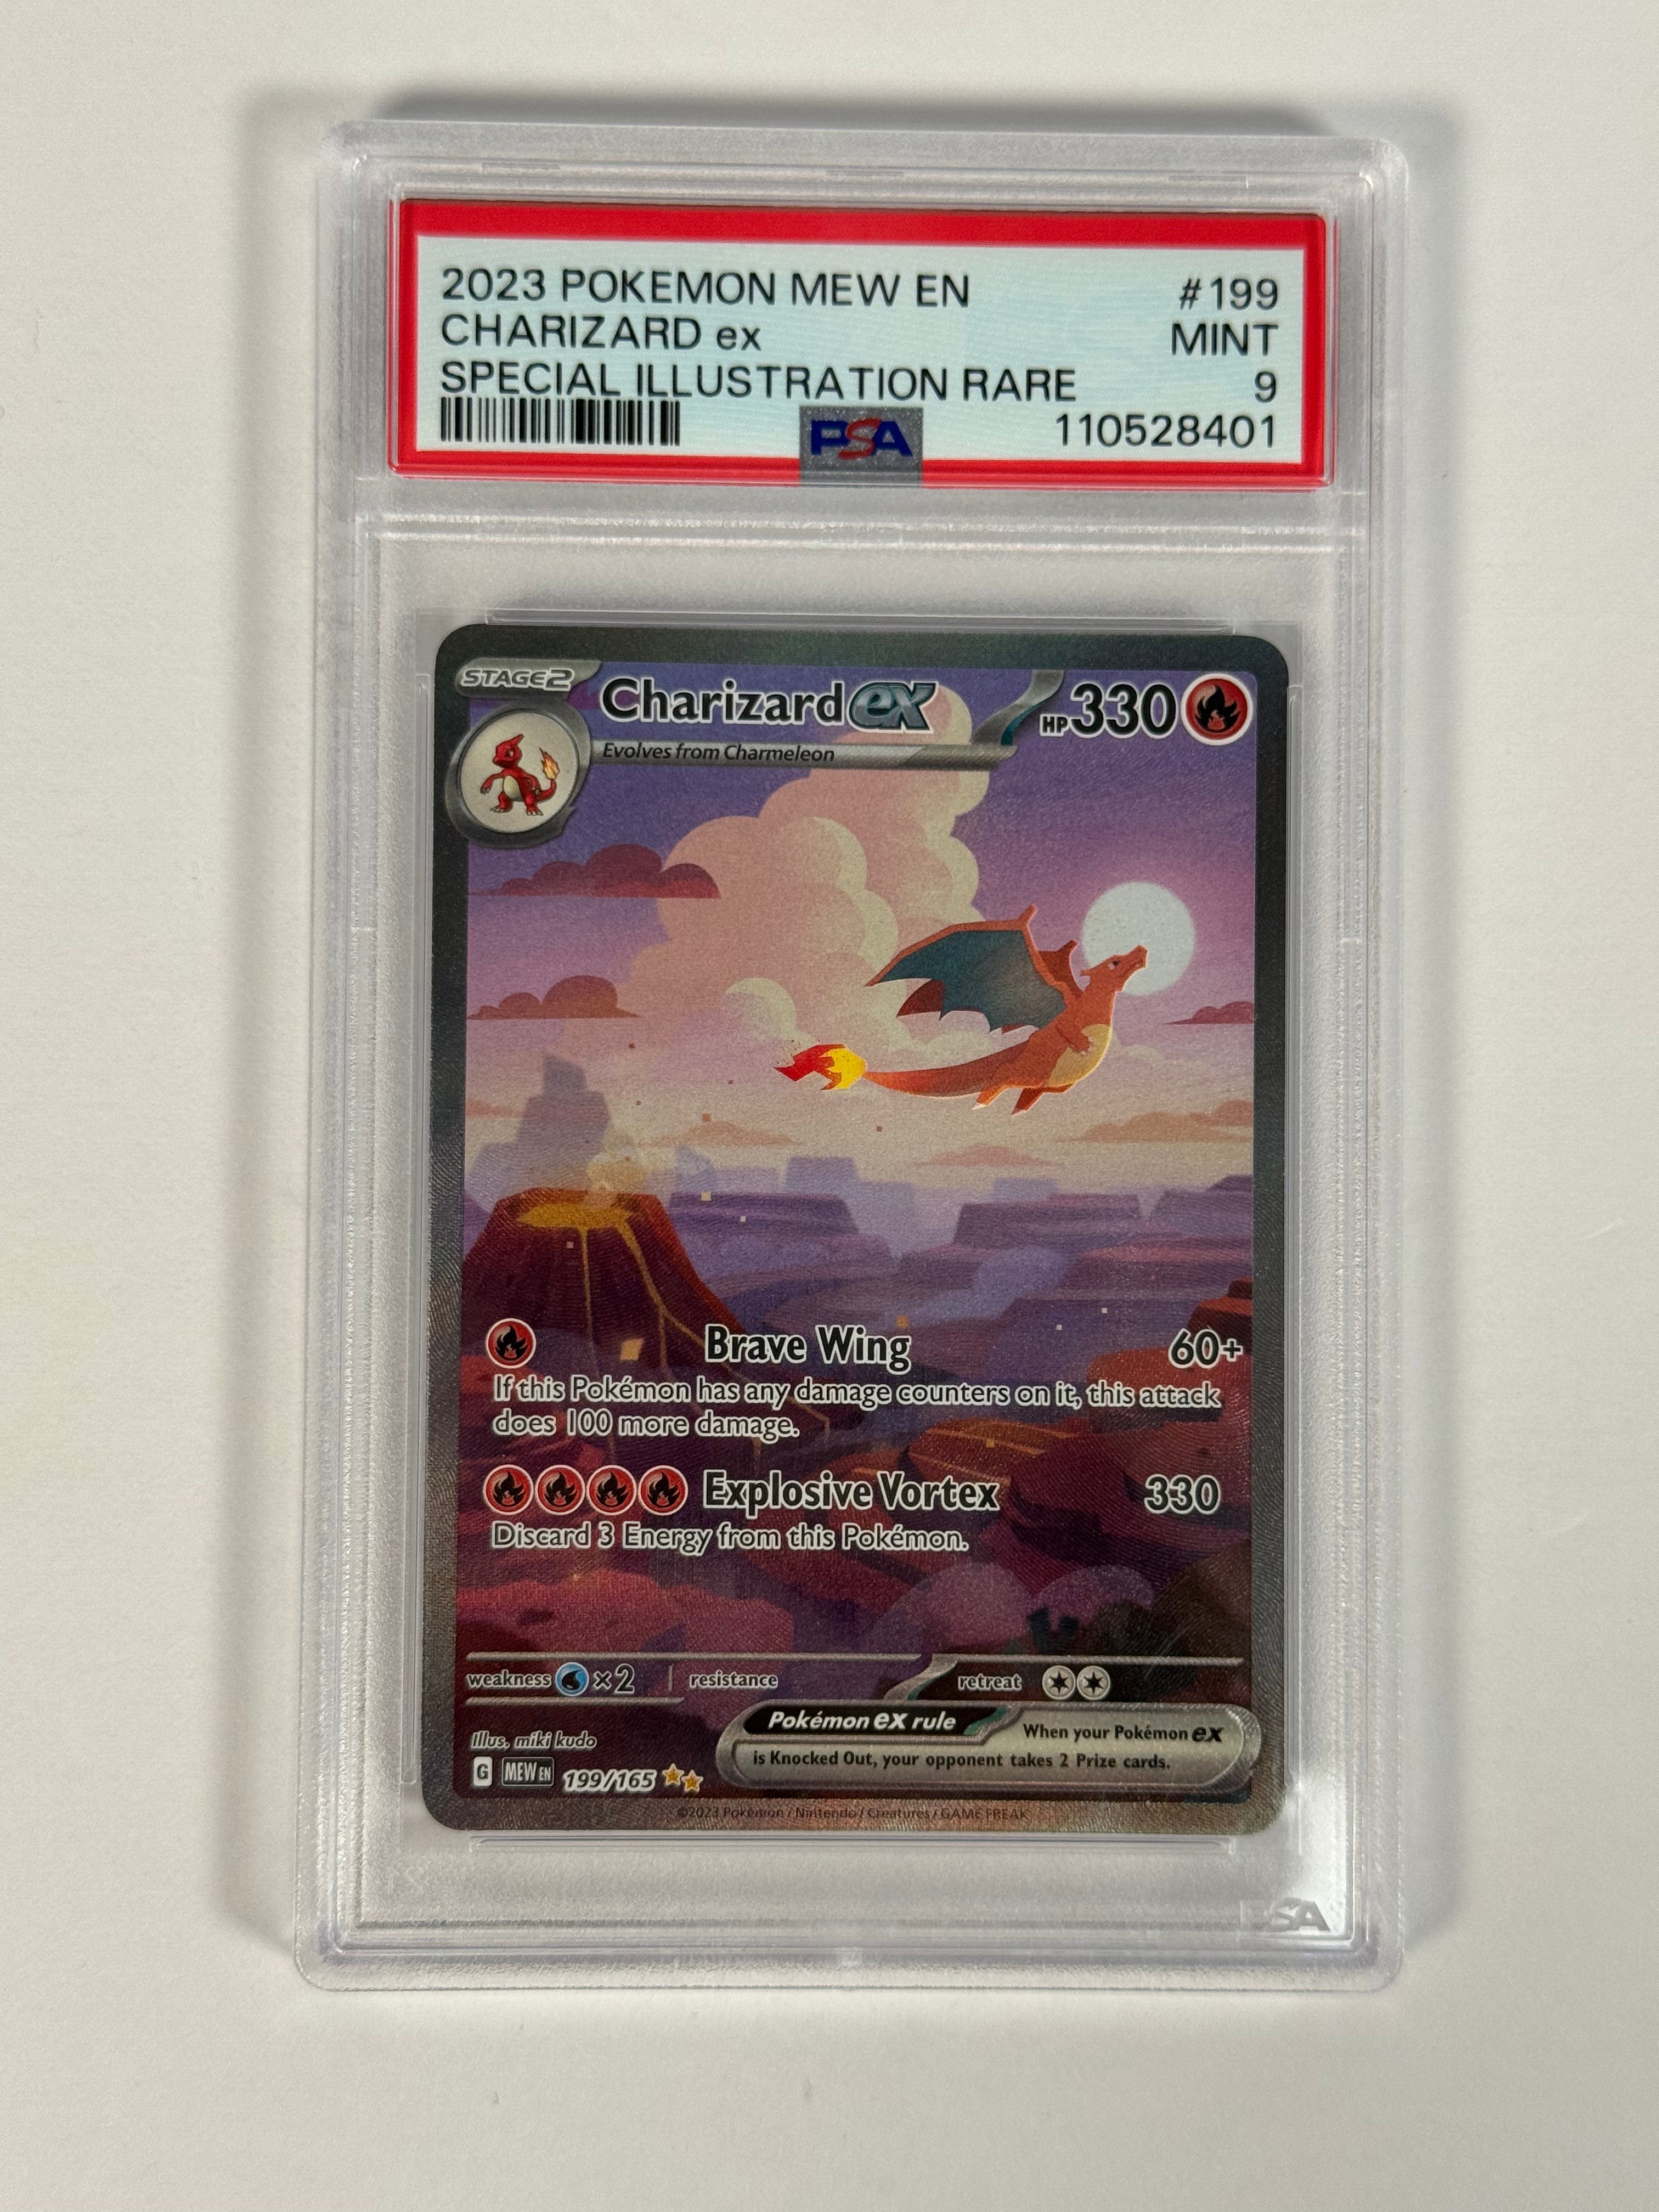 2023 POKEMON MEW EN #199
CHARIZARD ex MINT
SPECIAL ILLUSTRATION RARE 9
PSA 110528401
STAGE2 Charizard ex HP 330
Evolves from Charmeleon
Brave Wing 60+
If this Pokémon has any damage counters on it, this attack
does 100 more damage.
Explosive Vortex 330
Discard 3 Energy from this Pokémon.
weakness ×2 resistance retreat
Pokémon ex rule When your Pokémon ex
is Knocked Out, your opponent takes 2 Prize cards.
Illus. miki kudo
G MEW EN 199/165
©2023 Pokémon / Nintendo / Creatures / GAME FREAK
PSA